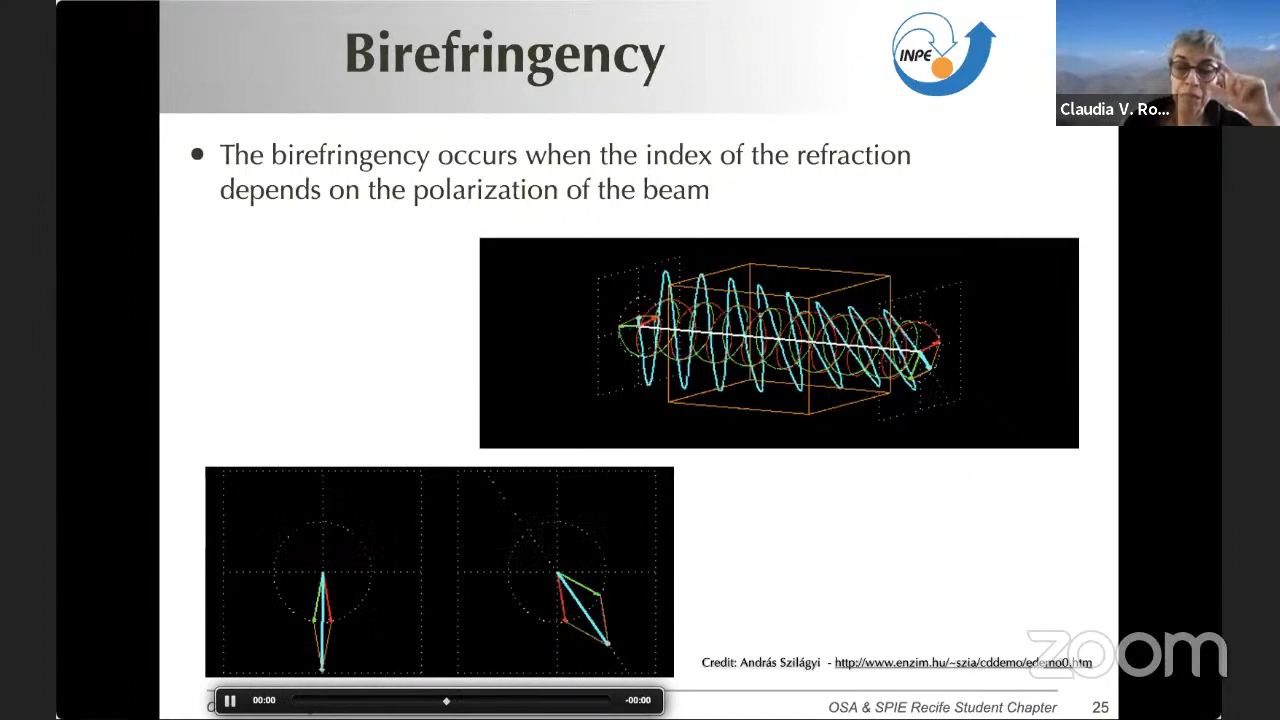 Birefringency
INPE
Claudia V. Ro...
The birefringency occurs when the index of the refraction
depends on the polarization of the beam
Credit: András Szilágyi - http://www.enzim.hu/~szia/cddemo/edemo0.htm
zoom
00:00
-00:00
OSA & SPIE Recife Student Chapter
25